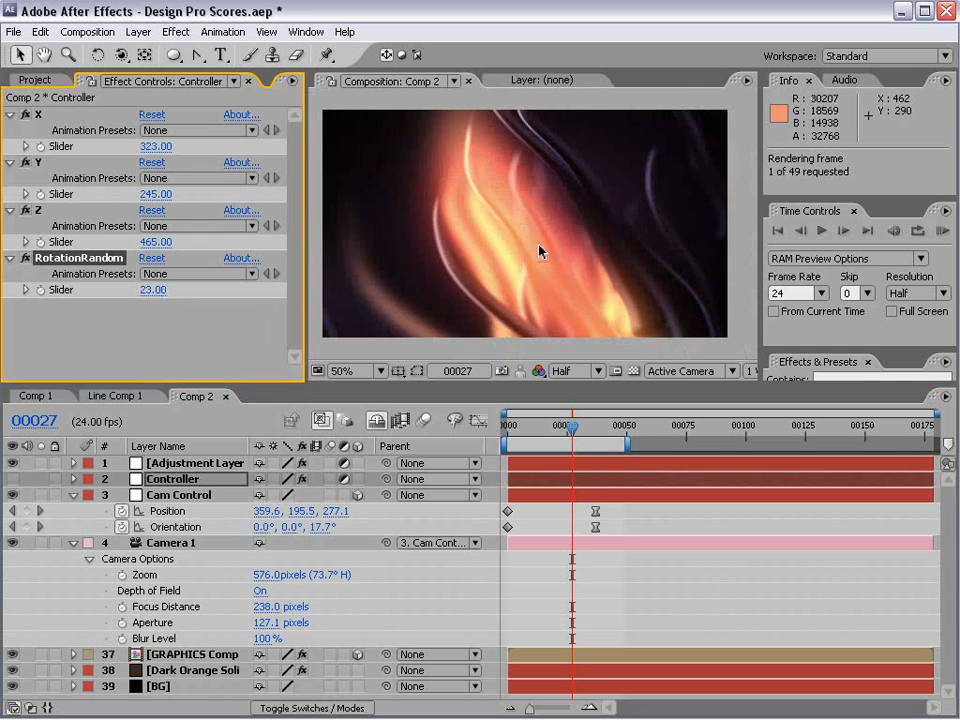 Adobe After Effects - Design Pro Scores.aep *
File Edit Composition Layer Effect Animation View Window Help
Workspace: Standard
Project Effect Controls: Controller
Comp 2 * Controller
X Reset About...
Animation Presets: None
Slider 323.00
Y Reset About...
Animation Presets: None
Slider 245.00
Z Reset About...
Animation Presets: None
Slider 465.00
RotationRandom Reset About...
Animation Presets: None
Slider 23.00
Composition: Comp 2 Layer: (none)
50% 00027 Half Active Camera 1
Info Audio
R : 30207 X : 462
G : 18569 Y : 290
B : 14938
A : 32768
Rendering frame
1 of 49 requested
Time Controls
RAM Preview Options
Frame Rate Skip Resolution
24 0 Half
From Current Time Full Screen
Effects & Presets
Contains:
Comp 1 Line Comp 1 Comp 2
00027 (24.00 fps)
00050 00075 00100 00125 00150 00175
# Layer Name Parent
1 [Adjustment Layer None
2 Controller None
3 Cam Control None
Position 359.6, 195.5, 277.1
Orientation 0.0°, 0.0°, 17.7°
4 Camera 1 3. Cam Cont...
Camera Options
Zoom 576.0pixels (73.7° H)
Depth of Field On
Focus Distance 238.0 pixels
Aperture 127.1 pixels
Blur Level 100 %
37 [GRAPHICS Comp None
38 [Dark Orange Soli None
39 [BG] None
Toggle Switches / Modes